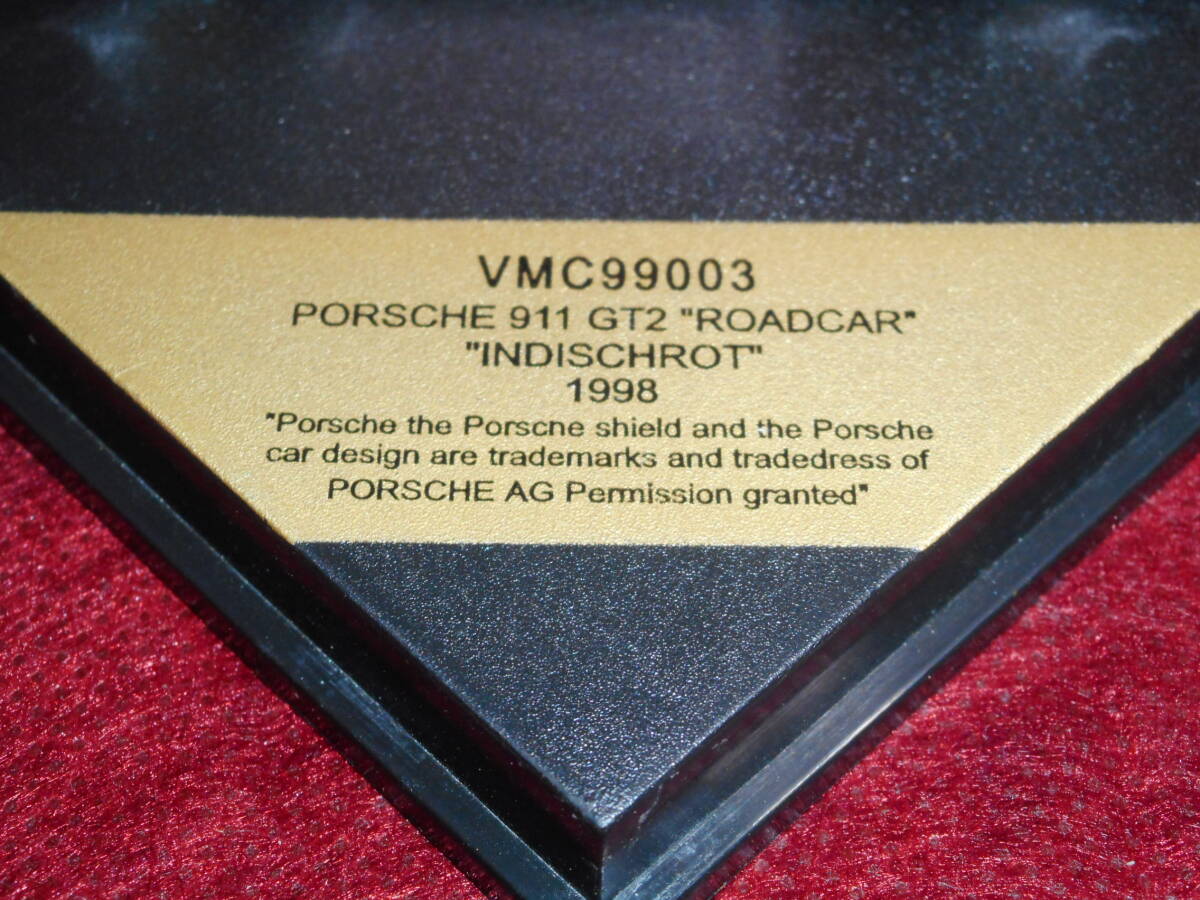 VMC99003
PORSCHE 911 GT2 "ROADCAR"
"INDISCHROT"
1998
"Porsche the Porsche shield and the Porsche
car design are trademarks and tradedress of
PORSCHE AG Permission granted"